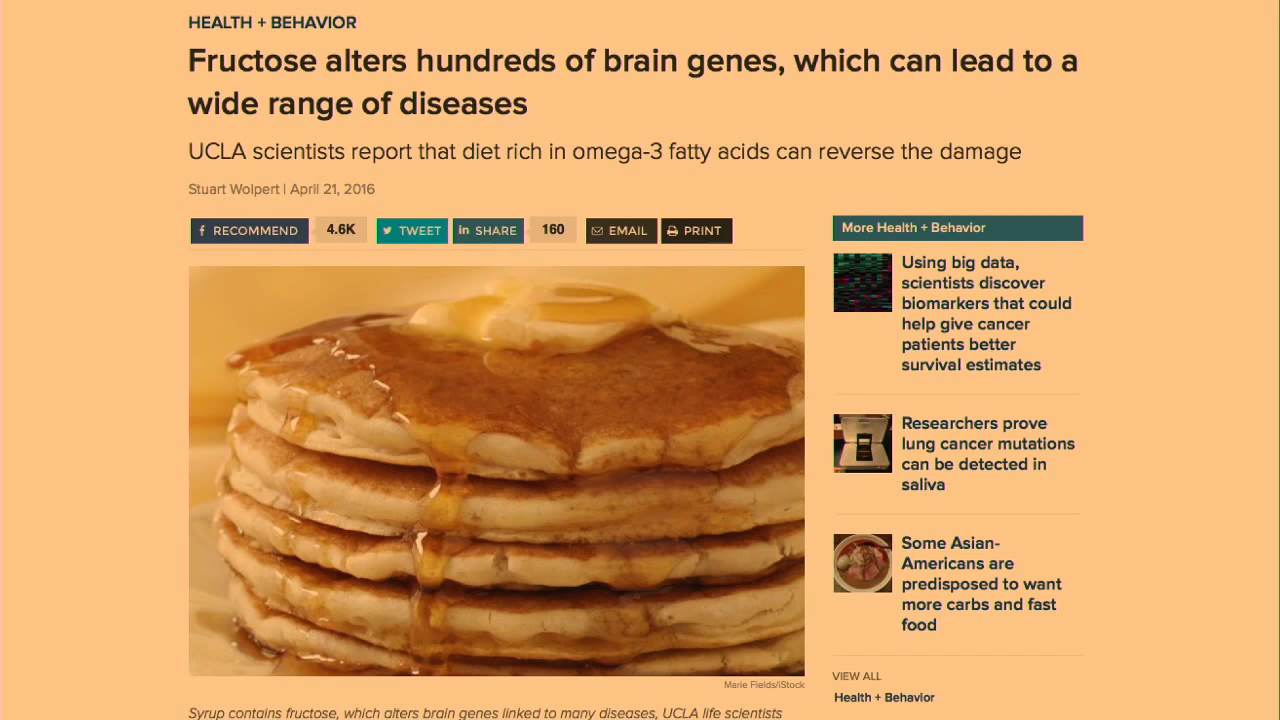 HEALTH + BEHAVIOR
Fructose alters hundreds of brain genes, which can lead to a
wide range of diseases
UCLA scientists report that diet rich in omega-3 fatty acids can reverse the damage
Stuart Wolpert | April 21, 2016
RECOMMEND 4.6K TWEET SHARE 160 EMAIL PRINT
Marie Fields/iStock
Syrup contains fructose, which alters brain genes linked to many diseases, UCLA life scientists
More Health + Behavior
Using big data,
scientists discover
biomarkers that could
help give cancer
patients better
survival estimates
Researchers prove
lung cancer mutations
can be detected in
saliva
Some Asian-
Americans are
predisposed to want
more carbs and fast
food
VIEW ALL
Health + Behavior